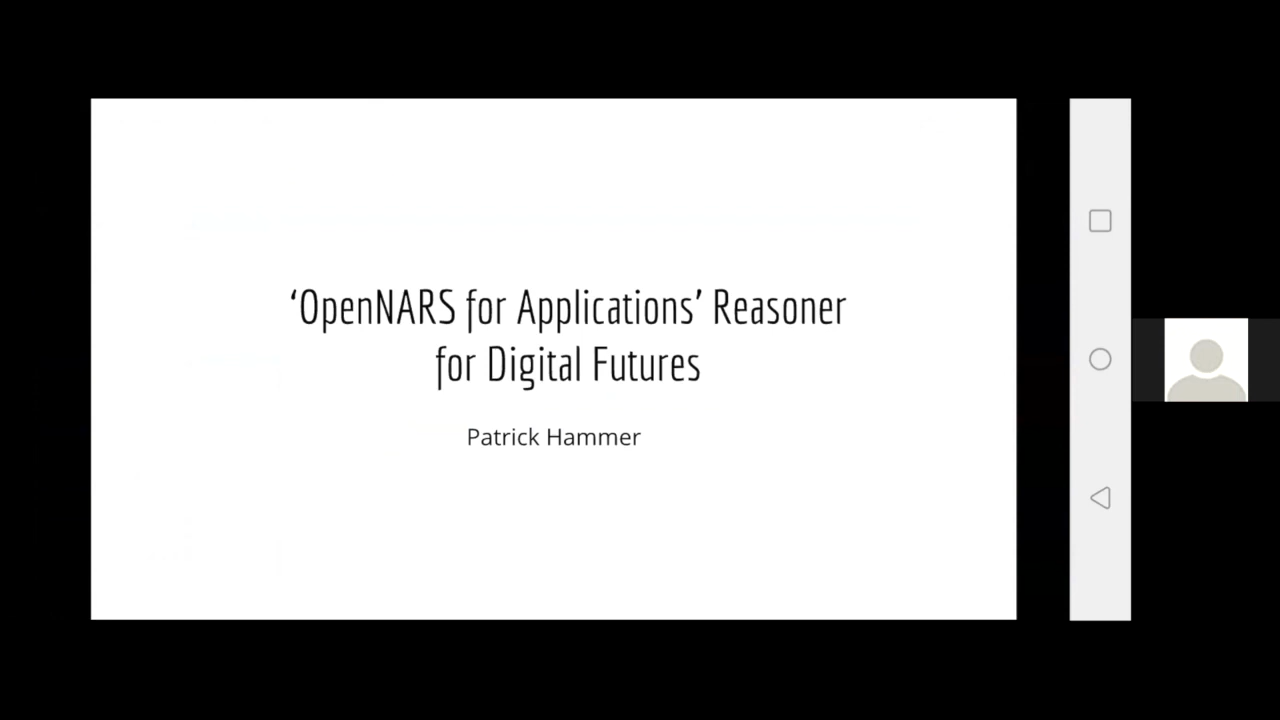 ‘OpenNARS for Applications’ Reasoner
for Digital Futures
Patrick Hammer